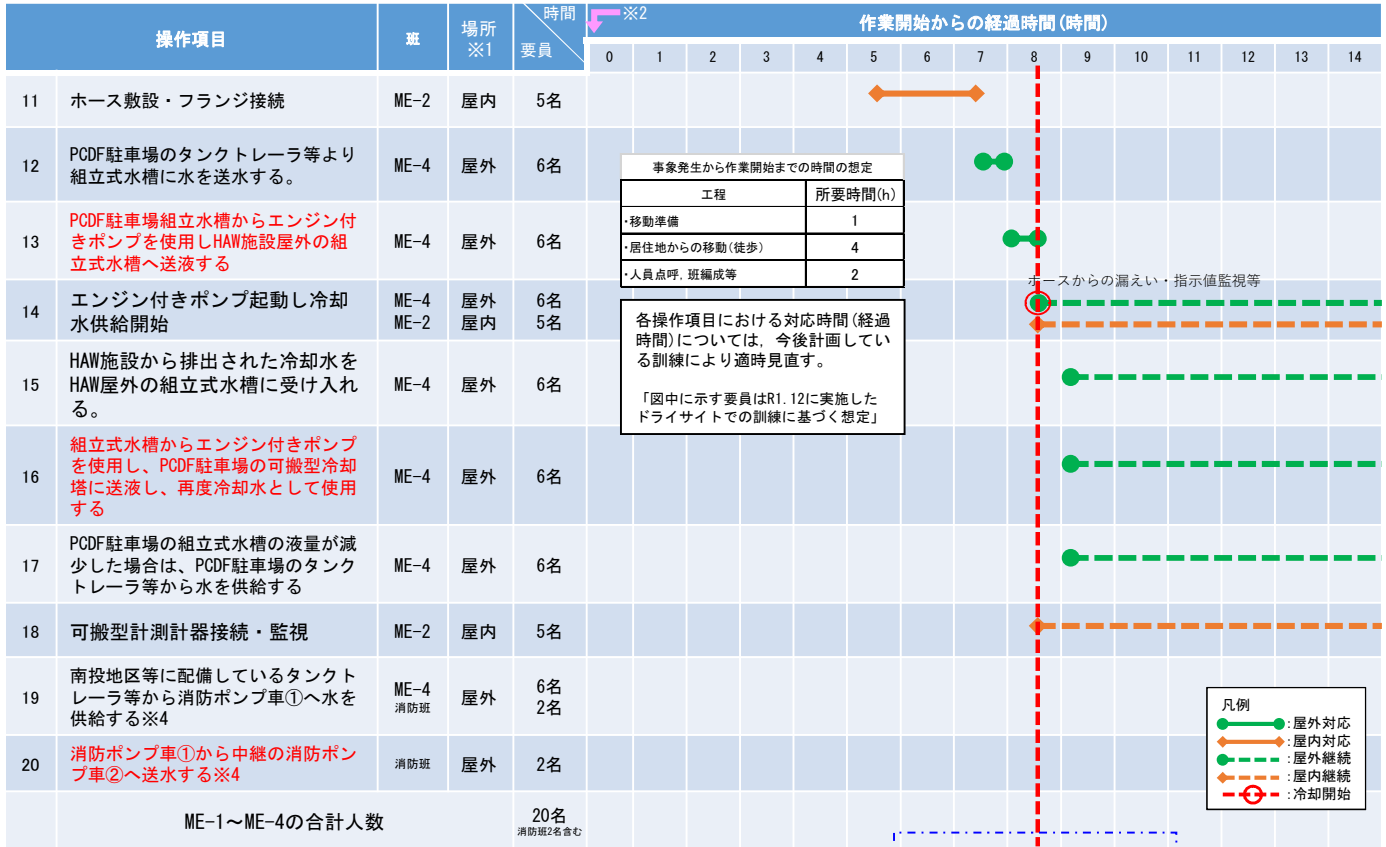 操作項目
班
場所
※1
時間
要員
※2
作業開始からの経過時間(時間)
0 1 2 3 4 5 6 7 8 9 10 11 12 13 14
11
ホース敷設・フランジ接続
ME-2
屋内
5名
12
PCDF駐車場のタンクトレーラ等より
組立式水槽に水を送水する。
ME-4
屋外
6名
13
PCDF駐車場組立水槽からエンジン付
きポンプを使用しHAW施設屋外の組
立式水槽へ送液する
ME-4
屋外
6名
14
エンジン付きポンプ起動し冷却
水供給開始
ME-4
ME-2
屋外
屋内
6名
5名
ホースからの漏えい・指示値監視等
15
HAW施設から排出された冷却水を
HAW屋外の組立式水槽に受け入れ
る。
ME-4
屋外
6名
16
組立式水槽からエンジン付きポンプ
を使用し、PCDF駐車場の可搬型冷却
塔に送液し、再度冷却水として使用
する
ME-4
屋外
6名
17
PCDF駐車場の組立式水槽の液量が減
少した場合は、PCDF駐車場のタンク
トレーラ等から水を供給する
ME-4
屋外
6名
18
可搬型計測計器接続・監視
ME-2
屋内
5名
19
南投地区等に配備しているタンクト
レーラ等から消防ポンプ車①へ水を
供給する※4
ME-4
消防班
屋外
6名
2名
20
消防ポンプ車①から中継の消防ポン
プ車②へ送水する※4
消防班
屋外
2名
ME-1～ME-4の合計人数
20名
消防班2名含む
事象発生から作業開始までの時間の想定
工程 所要時間(h)
・移動準備 1
・居住地からの移動(徒歩) 4
・人員点呼, 班編成等 2
各操作項目における対応時間(経過
時間)については, 今後計画してい
る訓練により適時見直す。
「図中に示す要員はR1.12に実施した
ドライサイトでの訓練に基づく想定」
凡例
:屋外対応
:屋内対応
:屋外継続
:屋内継続
:冷却開始